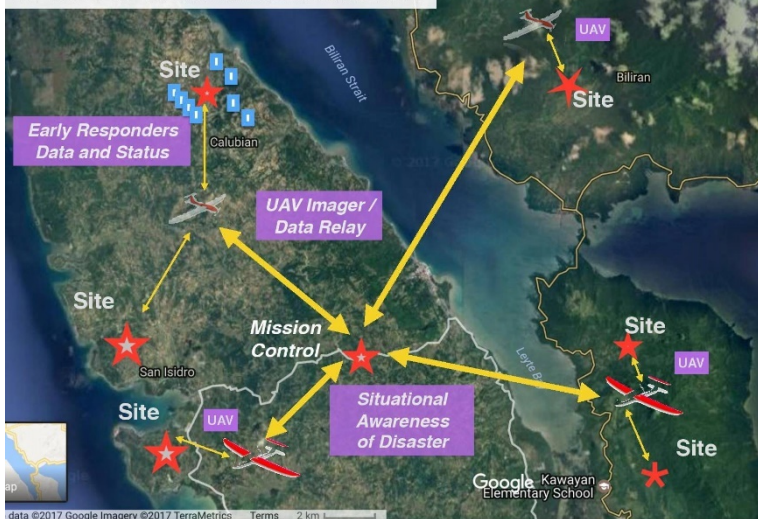 UAV
Biliran Strait
Site
Biliran
Site
Early Responders
Data and Status
Calubian
UAV Imager /
Data Relay
Site
Mission
Control
San Isidro
Site
UAV
Leyte B
Site
UAV
Situational
Awareness
of Disaster
Site
Google
Kawayan
Elementary School
ap
data ©2017 Google Imagery ©2017 TerraMetrics Terms 2 km